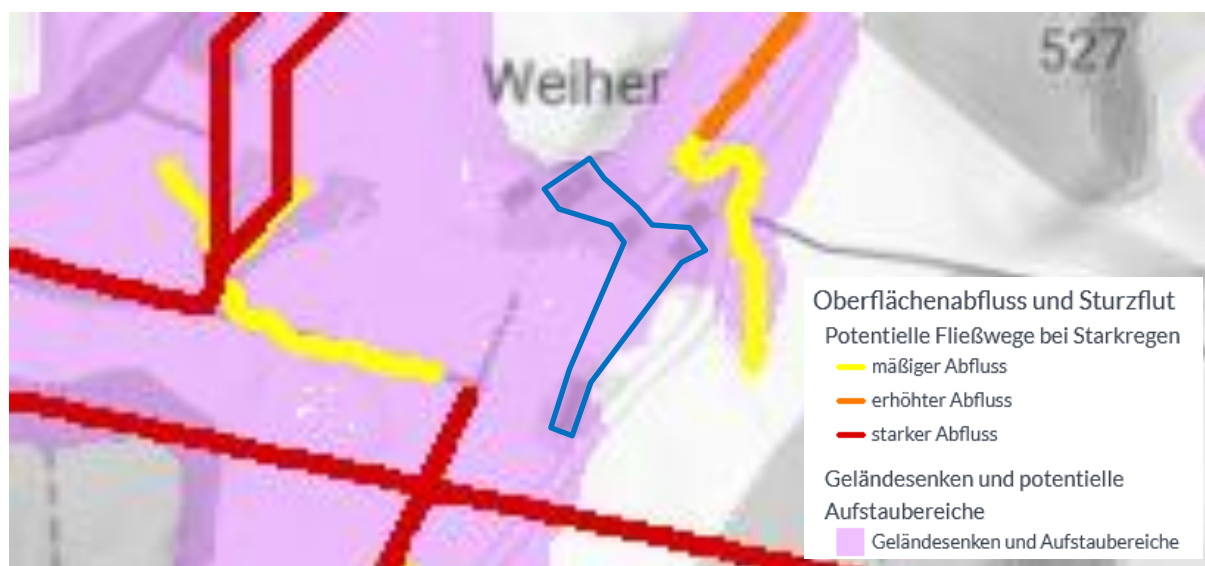 Weiher
527
Oberflächenabfluss und Sturzflut
Potentielle Fließwege bei Starkregen
mäßiger Abfluss
erhöhter Abfluss
starker Abfluss
Geländesenken und potentielle
Aufstaubereiche
Geländesenken und Aufstaubereiche